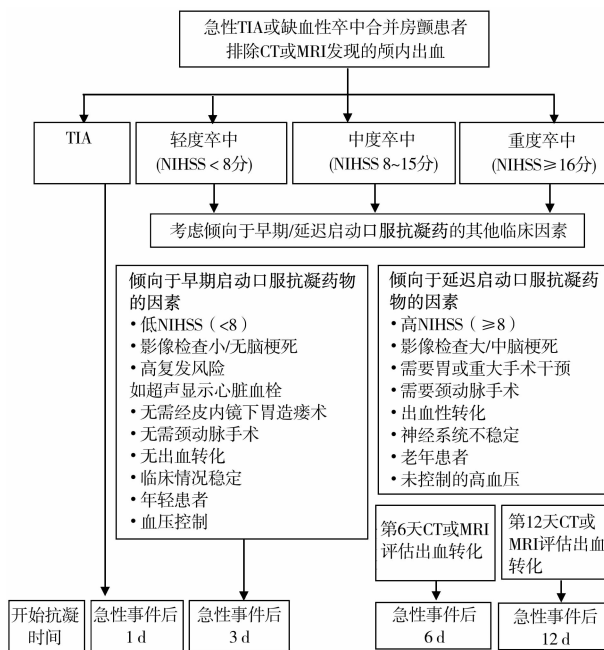 急性TIA或缺血性卒中合并房颤患者
排除CT或MRI发现的颅内出血
TIA
轻度卒中
(NIHSS < 8分)
中度卒中
(NIHSS 8~15分)
重度卒中
(NIHSS≥16分)
考虑倾向于早期/延迟启动口服抗凝药的其他临床因素
倾向于早期启动口服抗凝药物
的因素
•低NIHSS（<8）
•影像检查小/无脑梗死
•高复发风险
如超声显示心脏血栓
•无需经皮内镜下胃造瘘术
•无需颈动脉手术
•无出血转化
•临床情况稳定
•年轻患者
•血压控制
倾向于延迟启动口服抗凝药
物的因素
•高NIHSS（≥8）
•影像检查大/中脑梗死
•需要胃或重大手术干预
•需要颈动脉手术
•出血性转化
•神经系统不稳定
•老年患者
•未控制的高血压
第6天CT或MRI
评估出血转化
第12天CT或
MRI评估出血
转化
开始抗凝
时间
急性事件后
1 d
急性事件后
3 d
急性事件后
6 d
急性事件后
12 d